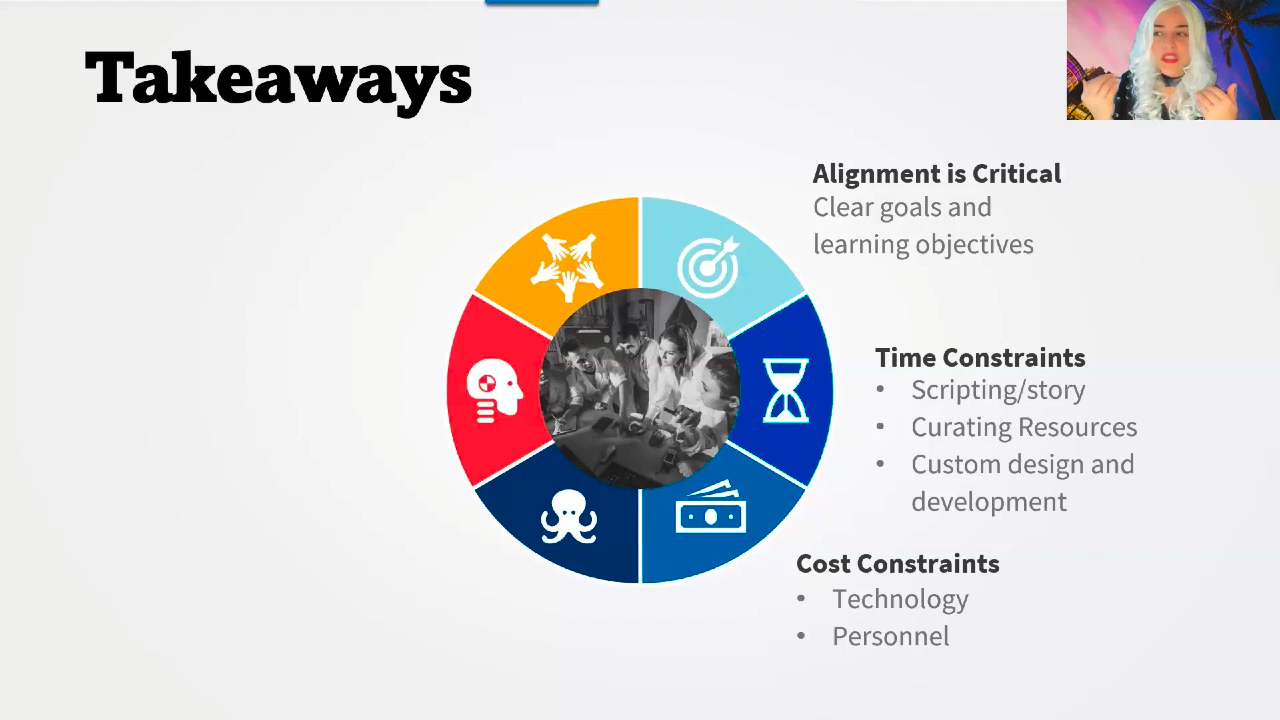 Takeaways
Alignment is Critical
Clear goals and
learning objectives
Time Constraints
• Scripting/story
• Curating Resources
• Custom design and
development
Cost Constraints
• Technology
• Personnel